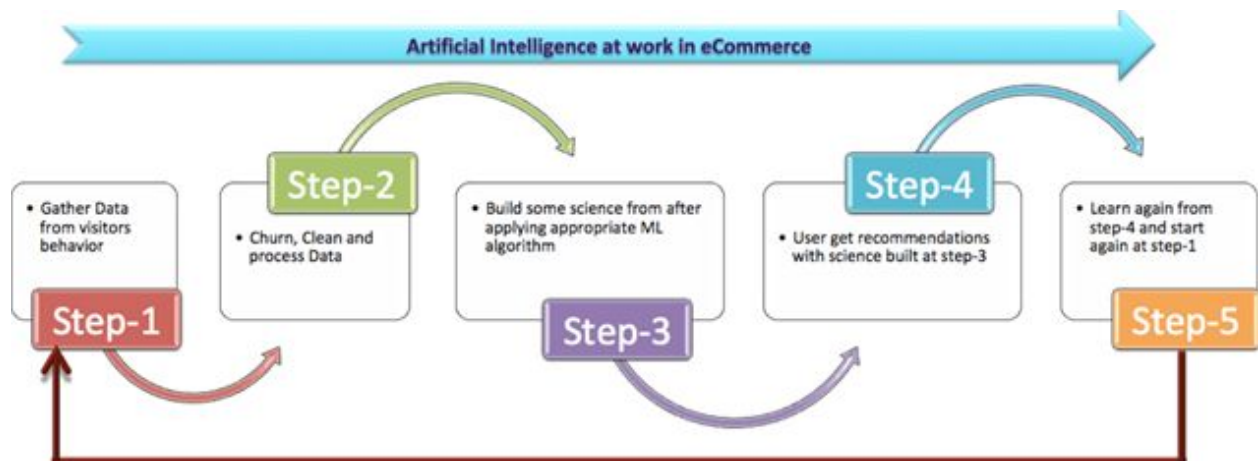 Artificial Intelligence at work in eCommerce
• Gather Data
from visitors
behavior
Step-1
Step-2
• Churn, Clean and
process Data
• Build some science from after
applying appropriate ML
algorithm
Step-3
Step-4
• User get recommendations
with science built at step-3
• Learn again from
step-4 and start
again at step-1
Step-5